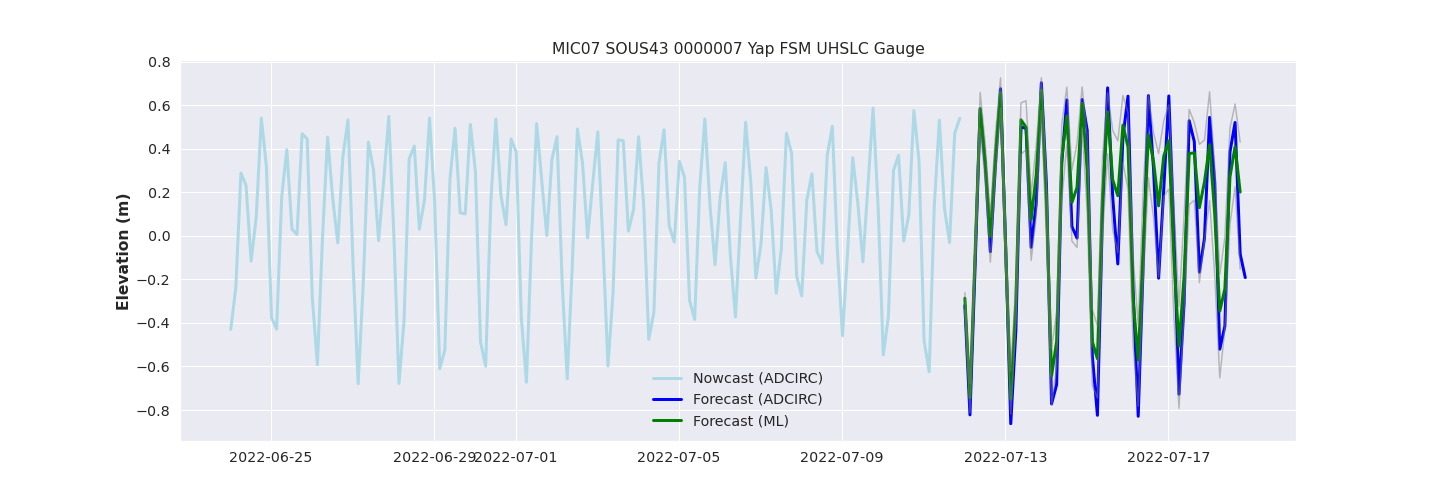 MIC07 SOUS43 0000007 Yap FSM UHSLC Gauge
0.8
0.6
0.4
0.2
0.0
−0.2
−0.4
−0.6
−0.8
Elevation (m)
Nowcast (ADCIRC)
Forecast (ADCIRC)
Forecast (ML)
2022-06-25 2022-06-29 2022-07-01 2022-07-05 2022-07-09 2022-07-13 2022-07-17